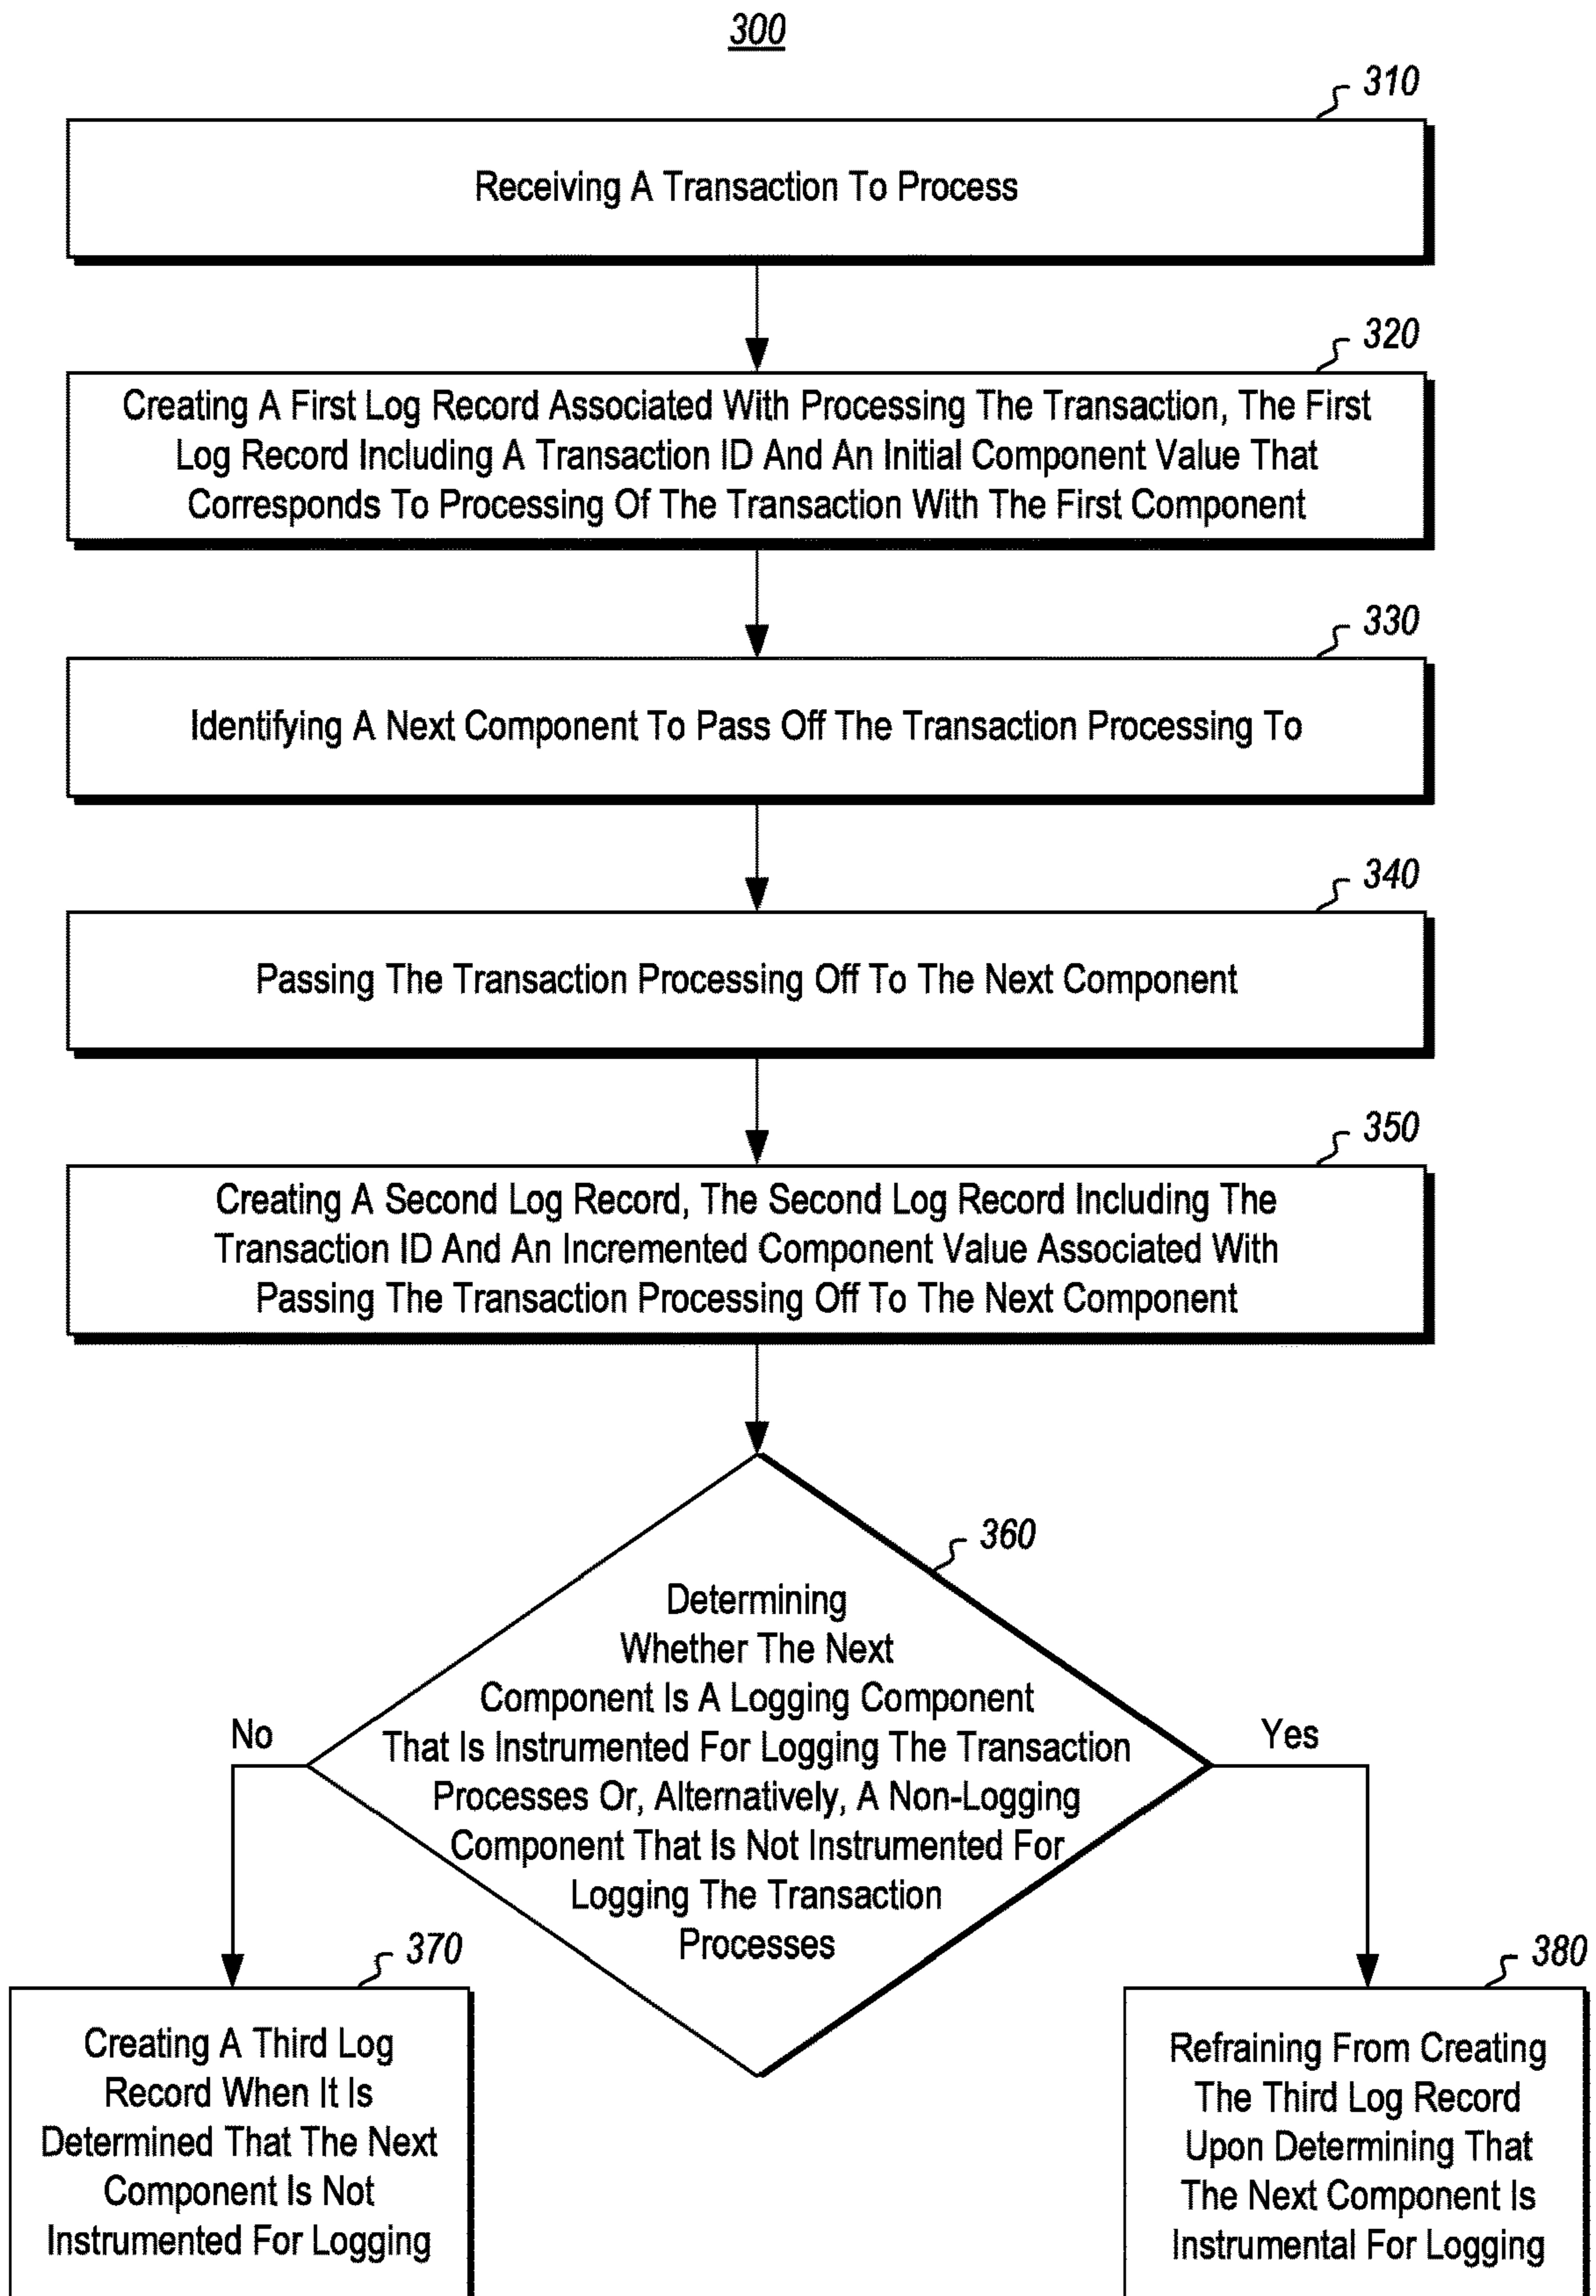 300
310
Receiving A Transaction To Process
320
Creating A First Log Record Associated With Processing The Transaction, The First
Log Record Including A Transaction ID And An Initial Component Value That
Corresponds To Processing Of The Transaction With The First Component
330
Identifying A Next Component To Pass Off The Transaction Processing To
340
Passing The Transaction Processing Off To The Next Component
350
Creating A Second Log Record, The Second Log Record Including The
Transaction ID And An Incremented Component Value Associated With
Passing The Transaction Processing Off To The Next Component
360
Determining
Whether The Next
Component Is A Logging Component
That Is Instrumented For Logging The Transaction
Processes Or, Alternatively, A Non-Logging
Component That Is Not Instrumented For
Logging The Transaction
Processes
No
Yes
370
Creating A Third Log
Record When It Is
Determined That The Next
Component Is Not
Instrumented For Logging
380
Refraining From Creating
The Third Log Record
Upon Determining That
The Next Component Is
Instrumental For Logging